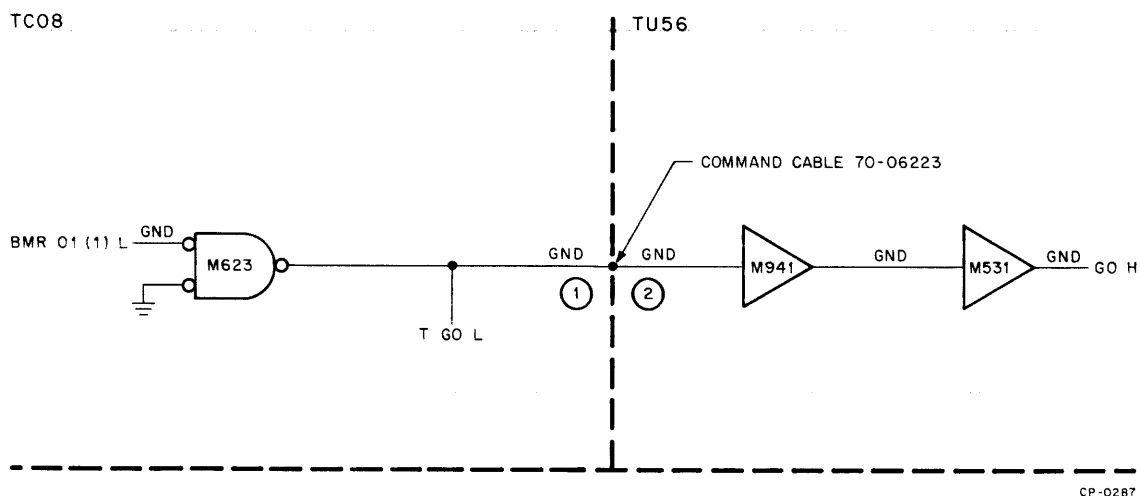 TC08
TU56
COMMAND CABLE 70-06223
BMR 01 (1) L
GND
M623
GND
GND
M941
GND
M531
GND
GO H
1
2
T GO L
CP-0287